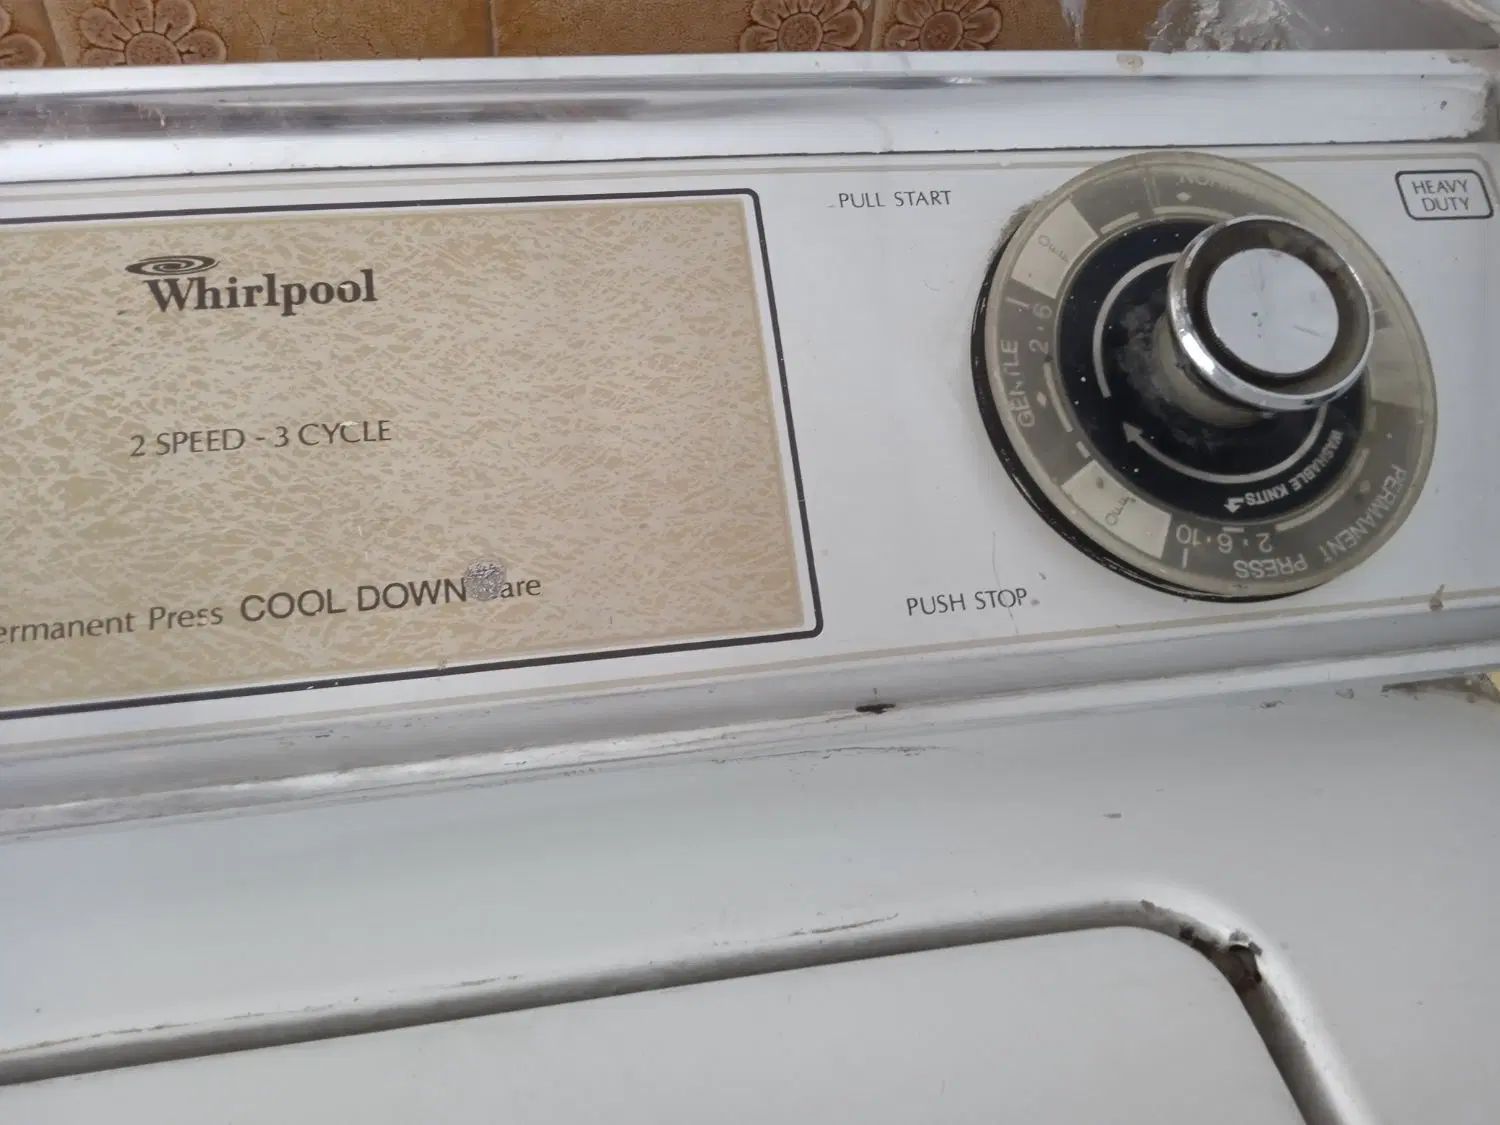 Whirlpool
2 SPEED - 3 CYCLE
ermanent Press COOL DOWN are
PULL START
PUSH STOP
HEAVY
DUTY
GENTLE
2 · 6
WASHABLE KNITS
PERMANENT PRESS
2 · 6 · 10